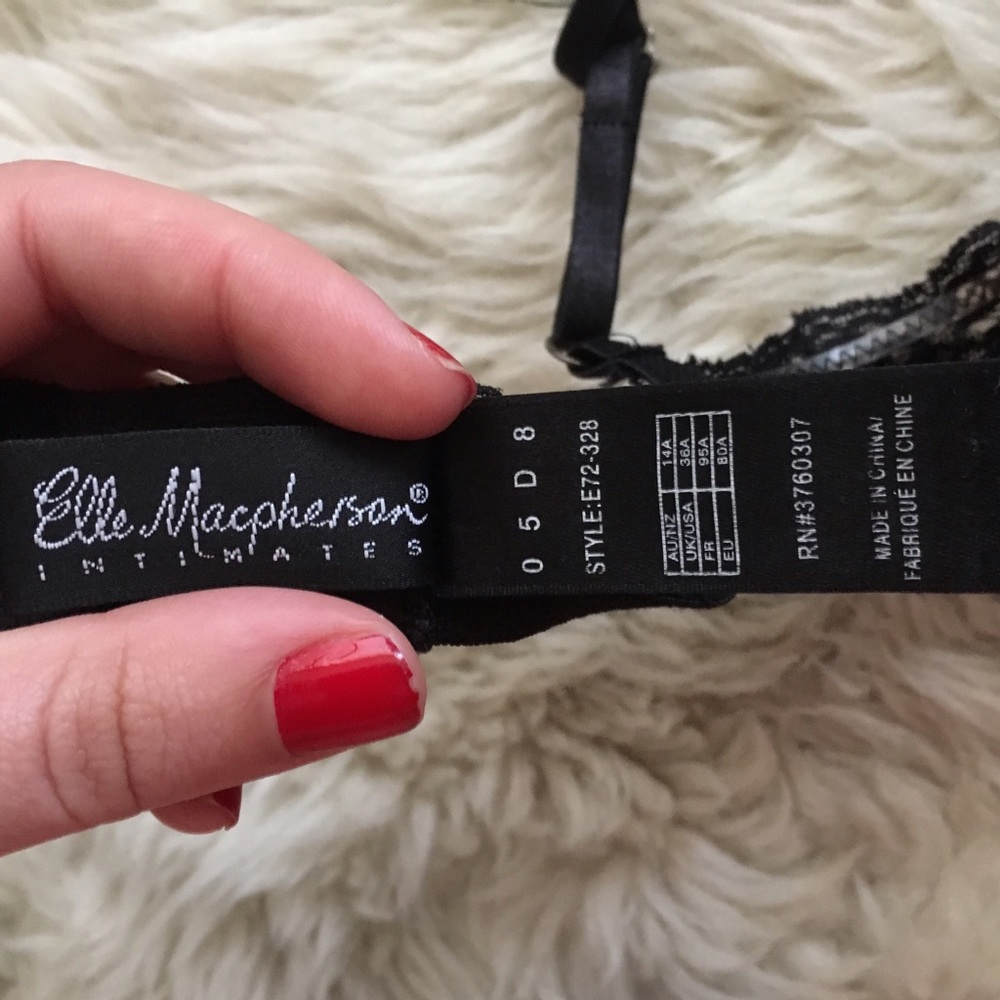 Elle Macpherson®
INTIMATES
05D8
STYLE:E72-328
AU/NZ 14A
UK/USA 36A
FR 95A
EU 80A
RN#3760307
MADE IN CHINA/
FABRIQUÉ EN CHINE